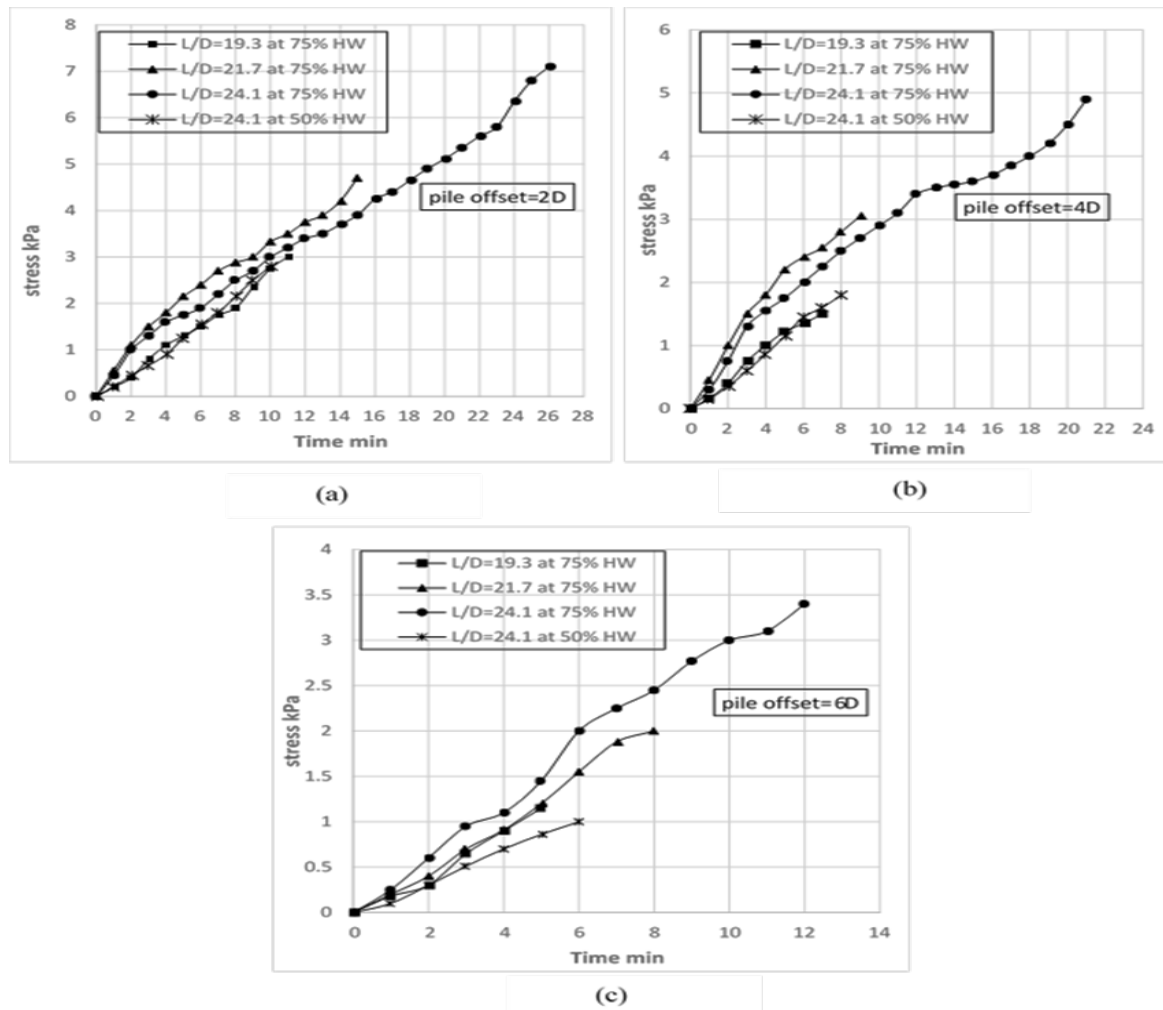 8
7
6
5
4
3
2
1
0
stress kPa
L/D=19.3 at 75% HW
L/D=21.7 at 75% HW
L/D=24.1 at 75% HW
L/D=24.1 at 50% HW
pile offset=2D
0 2 4 6 8 10 12 14 16 18 20 22 24 26 28
Time min
(a)
6
5
4
3
2
1
0
stress kPa
L/D=19.3 at 75% HW
L/D=21.7 at 75% HW
L/D=24.1 at 75% HW
L/D=24.1 at 50% HW
pile offset=4D
0 2 4 6 8 10 12 14 16 18 20 22 24
Time min
(b)
4
3.5
3
2.5
2
1.5
1
0.5
0
stress kPa
L/D=19.3 at 75% HW
L/D=21.7 at 75% HW
L/D=24.1 at 75% HW
L/D=24.1 at 50% HW
pile offset=6D
0 2 4 6 8 10 12 14
Time min
(c)